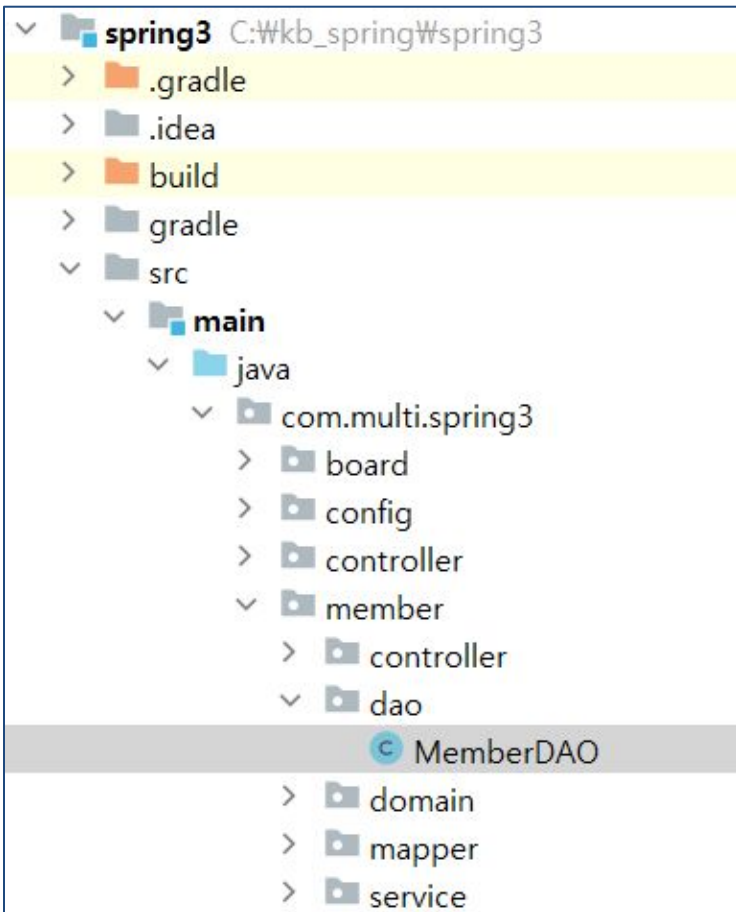 spring3 C:₩kb_spring₩spring3
.gradle
.idea
build
gradle
src
main
java
com.multi.spring3
board
config
controller
member
controller
dao
C MemberDAO
domain
mapper
service